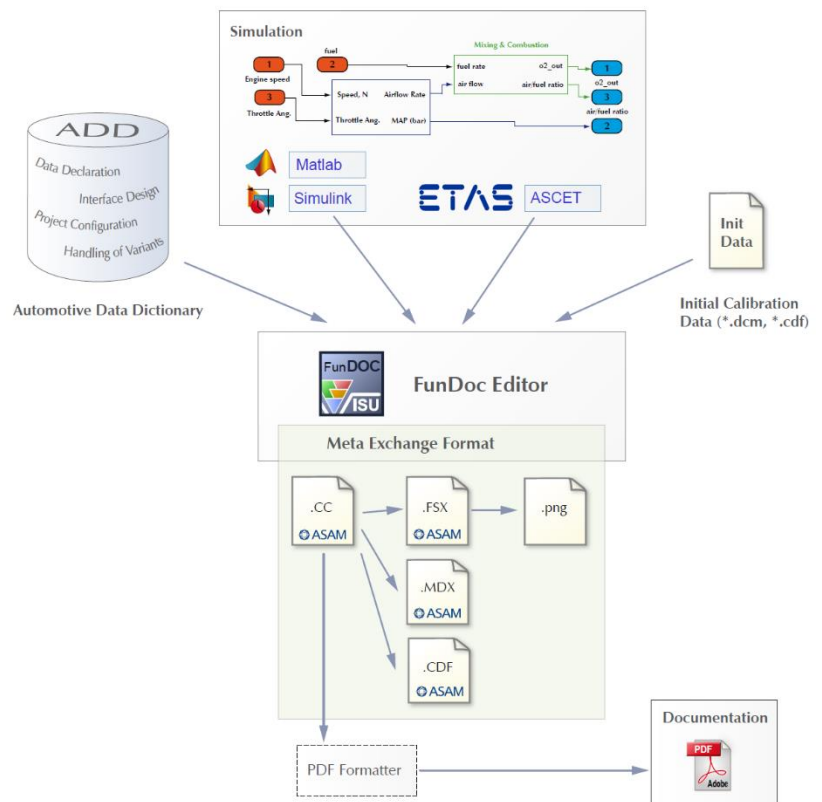 Simulation
fuel
Mixing & Combustion
1
2
fuel rate
o2_out
1
Engine speed
air flow
air/fuel ratio
o2_out
3
Speed, N
Airflow Rate
3
Throttle Ang.
air/fuel ratio
Throttle Ang.
MAP (bar)
2
ADD
Data Declaration
Interface Design
Project Configuration
Handling of Variants
Matlab
Simulink
ETAS
ASCET
Init
Data
Automotive Data Dictionary
Initial Calibration
Data (*.dcm, *.cdf)
FunDOC
ISU
FunDoc Editor
Meta Exchange Format
.CC
ASAM
.FSX
ASAM
.png
.MDX
ASAM
.CDF
ASAM
PDF Formatter
Documentation
PDF
Adobe